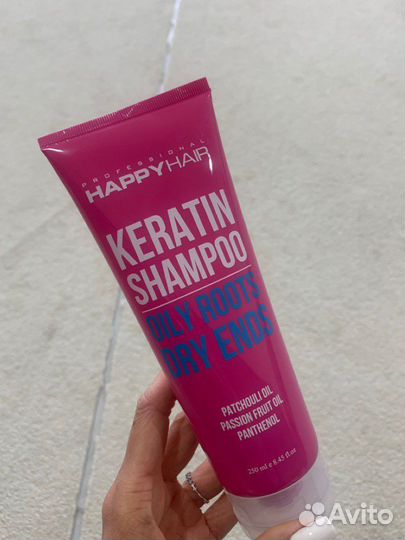 PROFESSIONAL
HAPPYHAIR
KERATIN
SHAMPOO
OILY ROOTS
DRY ENDS
PATCHOULI OIL
PASSION FRUIT OIL
PANTHENOL
250 ml e 8.45 fl.oz
Avito